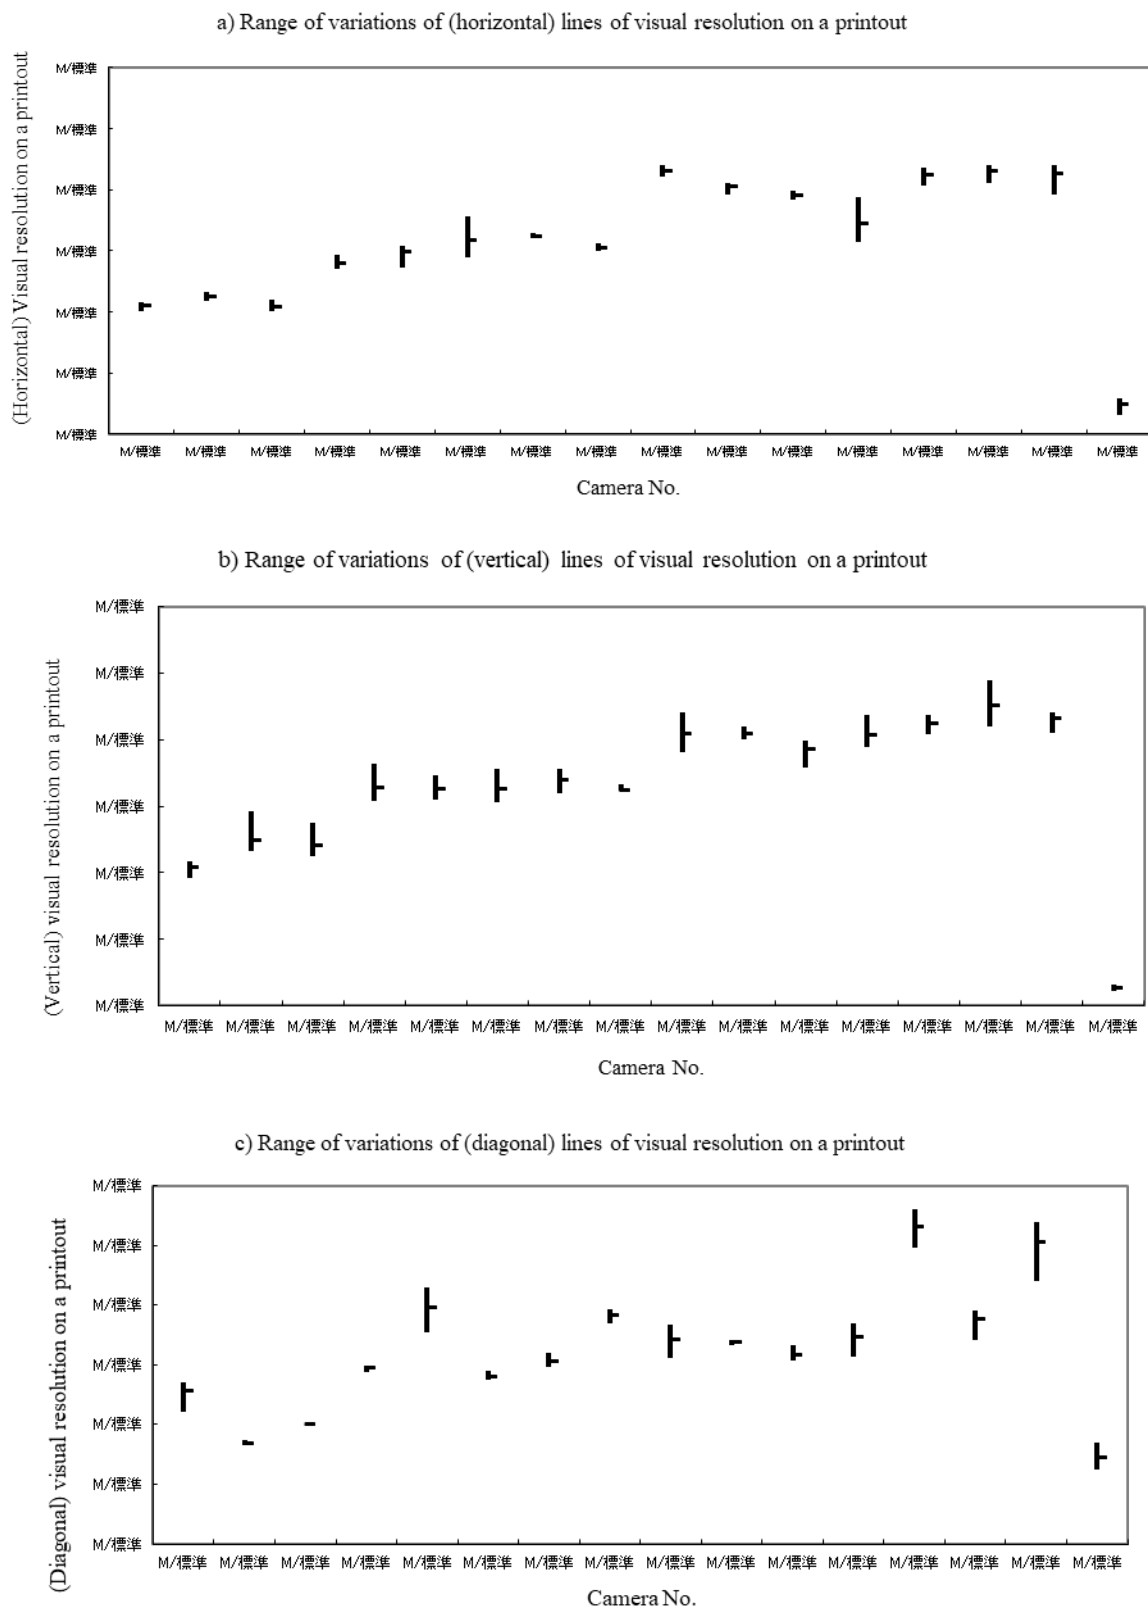 a) Range of variations of (horizontal) lines of visual resolution on a printout
(Horizontal) Visual resolution on a printout
M/標準
M/標準
M/標準
M/標準
M/標準
M/標準
M/標準
M/標準 M/標準 M/標準 M/標準 M/標準 M/標準 M/標準 M/標準 M/標準 M/標準 M/標準 M/標準 M/標準 M/標準 M/標準 M/標準
Camera No.
b) Range of variations of (vertical) lines of visual resolution on a printout
(Vertical) visual resolution on a printout
M/標準
M/標準
M/標準
M/標準
M/標準
M/標準
M/標準
M/標準 M/標準 M/標準 M/標準 M/標準 M/標準 M/標準 M/標準 M/標準 M/標準 M/標準 M/標準 M/標準 M/標準 M/標準 M/標準
Camera No.
c) Range of variations of (diagonal) lines of visual resolution on a printout
(Diagonal) visual resolution on a printout
M/標準
M/標準
M/標準
M/標準
M/標準
M/標準
M/標準
M/標準 M/標準 M/標準 M/標準 M/標準 M/標準 M/標準 M/標準 M/標準 M/標準 M/標準 M/標準 M/標準 M/標準 M/標準 M/標準
Camera No.